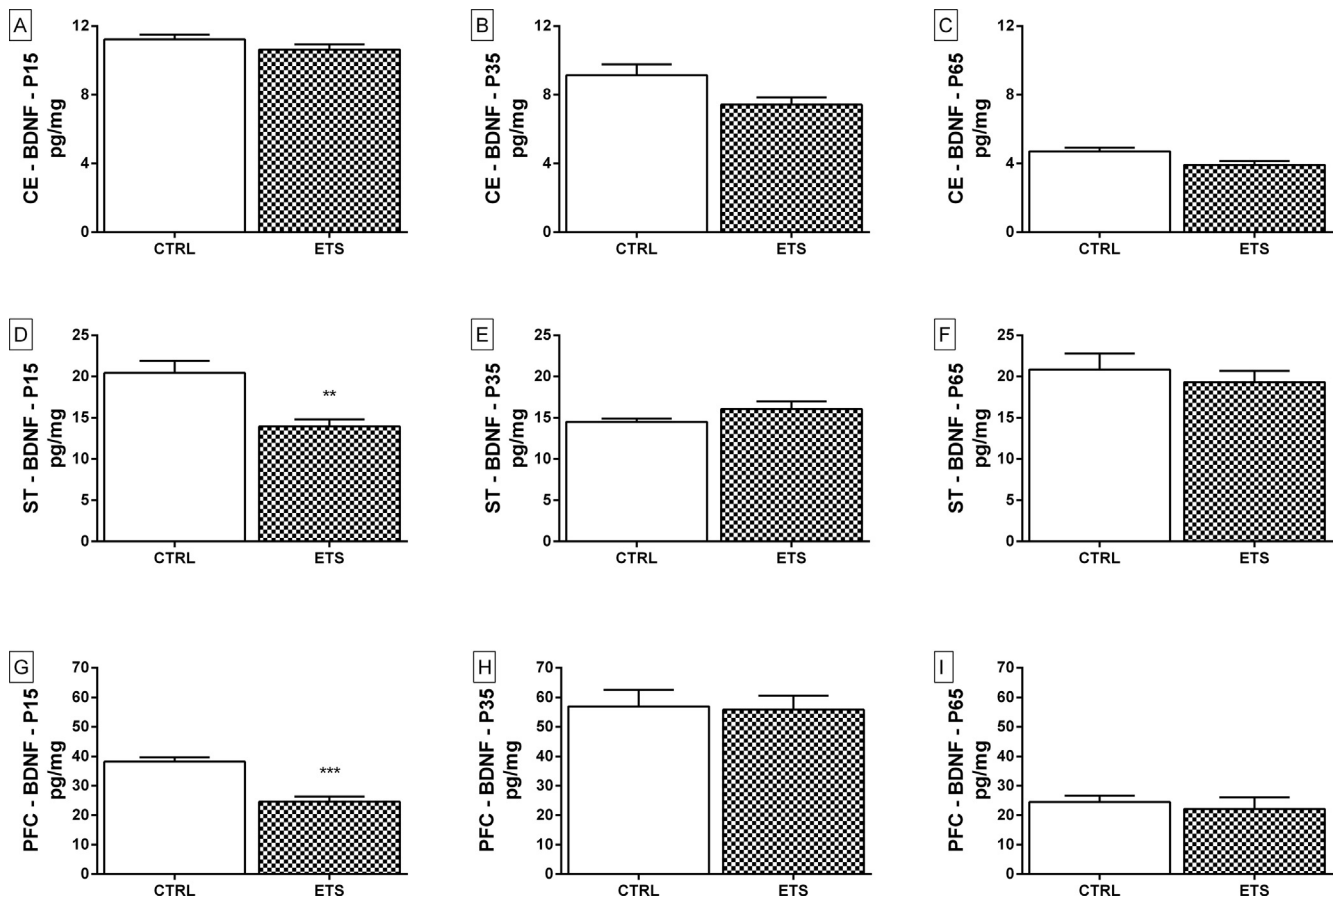 A
CE - BDNF - P15
pg/mg
12
8
4
0
CTRL
ETS
B
CE - BDNF - P35
pg/mg
12
8
4
0
CTRL
ETS
C
CE - BDNF - P65
pg/mg
12
8
4
0
CTRL
ETS
D
ST - BDNF - P15
pg/mg
25
20
15
10
5
0
**
CTRL
ETS
E
ST - BDNF - P35
pg/mg
25
20
15
10
5
0
CTRL
ETS
F
ST - BDNF - P65
pg/mg
25
20
15
10
5
0
CTRL
ETS
G
PFC - BDNF - P15
pg/mg
70
60
50
40
30
20
10
0
***
CTRL
ETS
H
PFC - BDNF - P35
pg/mg
70
60
50
40
30
20
10
0
CTRL
ETS
I
PFC - BDNF - P65
pg/mg
70
60
50
40
30
20
10
0
CTRL
ETS